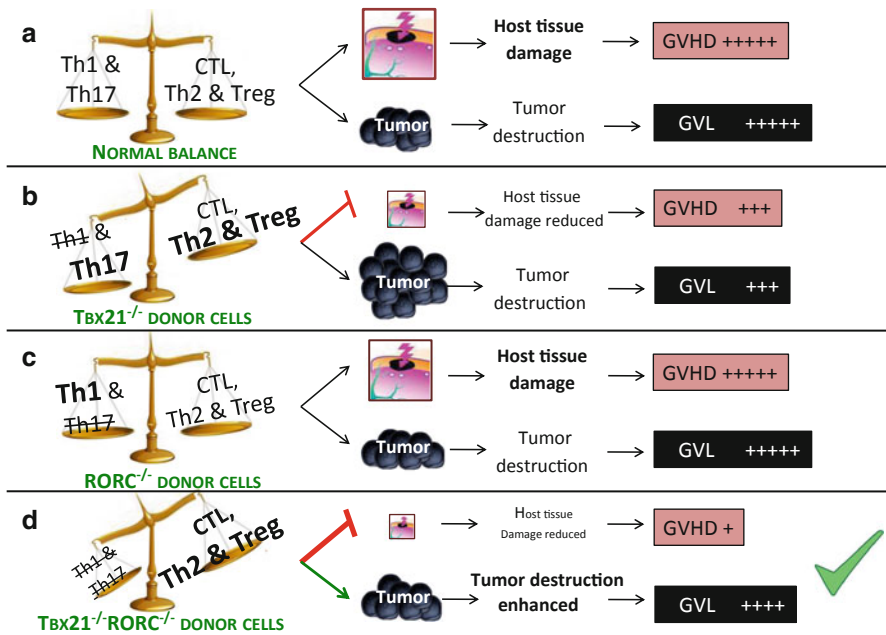 a
Th1 &
Th17
CTL,
Th2 & Treg
NORMAL BALANCE
Host tissue
damage
GVHD +++++
Tumor
Tumor
destruction
GVL +++++
b
Th1 &
Th17
CTL,
Th2 & Treg
TBX21-/- DONOR CELLS
Host tissue
damage reduced
GVHD +++
Tumor
Tumor
destruction
GVL +++
c
Th1 &
Th17
CTL,
Th2 & Treg
RORC-/- DONOR CELLS
Host tissue
damage
GVHD +++++
Tumor
Tumor
destruction
GVL +++++
d
Th1 &
Th17
CTL,
Th2 & Treg
TBX21-/-RORC-/- DONOR CELLS
Host tissue
Damage reduced
GVHD +
Tumor
Tumor destruction
enhanced
GVL ++++